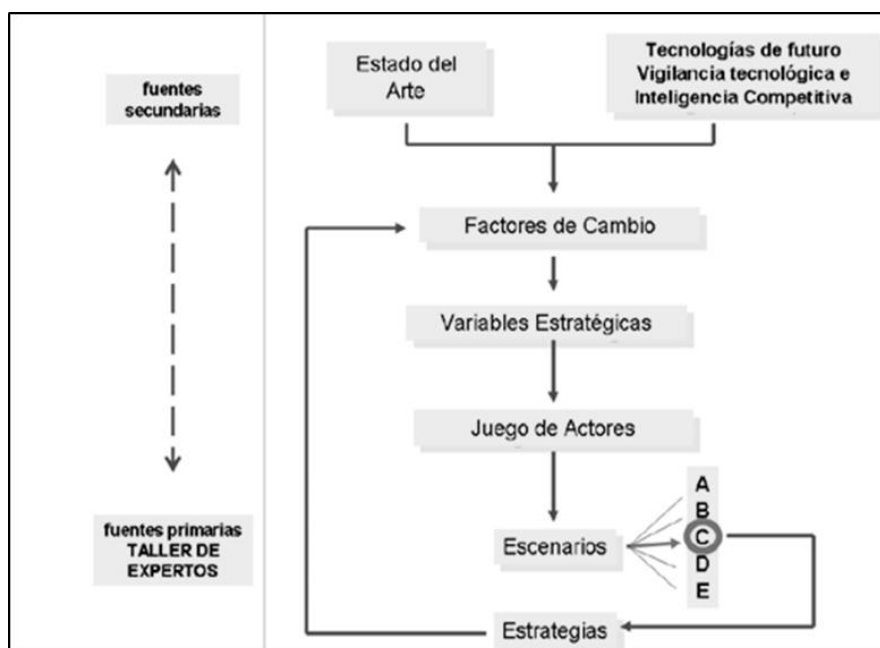 fuentes
secundarias
fuentes primarias
TALLER DE
EXPERTOS
Estado del
Arte
Tecnologías de futuro
Vigilancia tecnológica e
Inteligencia Competitiva
Factores de Cambio
Variables Estratégicas
Juego de Actores
Escenarios
A
B
C
D
E
Estrategias